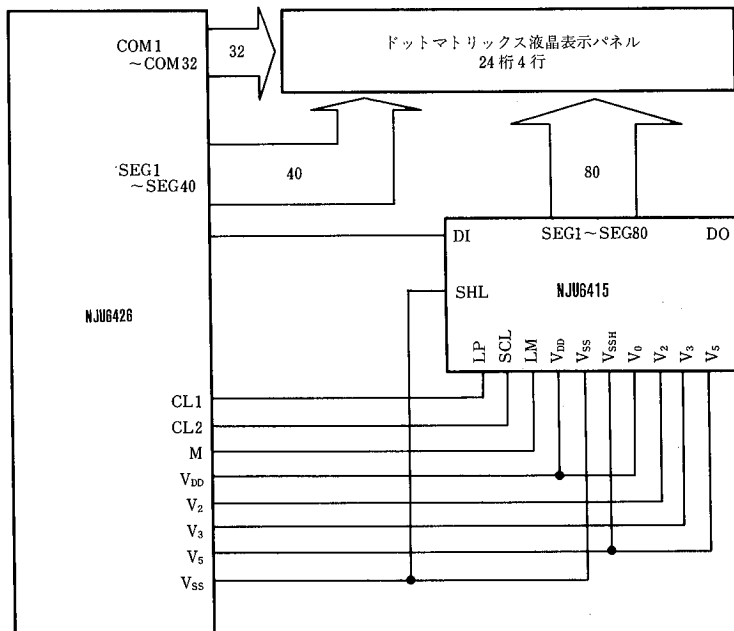 COM1
～COM32
32
ドットマトリックス液晶表示パネル
24桁4行
SEG1
～SEG40
40
80
DI
SEG1～SEG80
DO
SHL
NJU6415
NJU6426
LP
SCL
LM
VDD
VSS
VSSH
V0
V2
V3
V5
CL1
CL2
M
VDD
V2
V3
V5
VSS